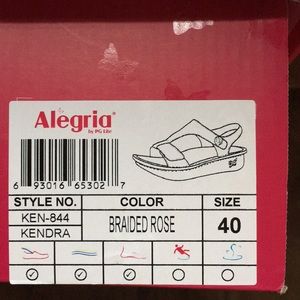 Alegria®
by PG Lite
6 93016 65302 7
STYLE NO. COLOR SIZE
KEN-844 BRAIDED ROSE 40
KENDRA